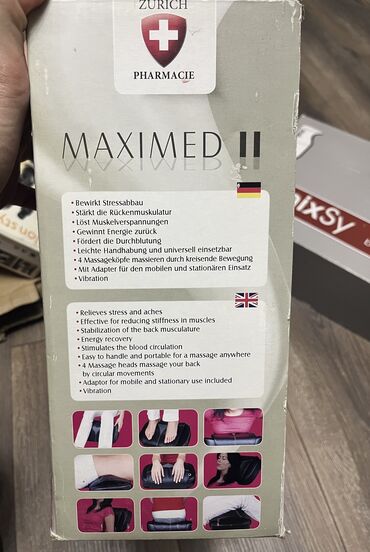 ZURICH
PHARMACIE
MAXIMED II
• Bewirkt Stressabbau
• Stärkt die Rückenmuskulatur
• Löst Muskelverspannungen
• Gewinnt Energie zurück
• Fördert die Durchblutung
• Leichte Handhabung und universell einsetzbar
• 4 Massageköpfe massieren durch kreisende Bewegung
• Mit Adapter für den mobilen und stationären Einsatz
• Vibration
• Relieves stress and aches
• Effective for reducing stiffness in muscles
• Stabilization of the back musculature
• Energy recovery
• Stimulates the blood circulation
• Easy to handle and portable for a massage anywhere
• 4 Massage heads massage your back
by circular movements
• Adaptor for mobile and stationary use included
• Vibration